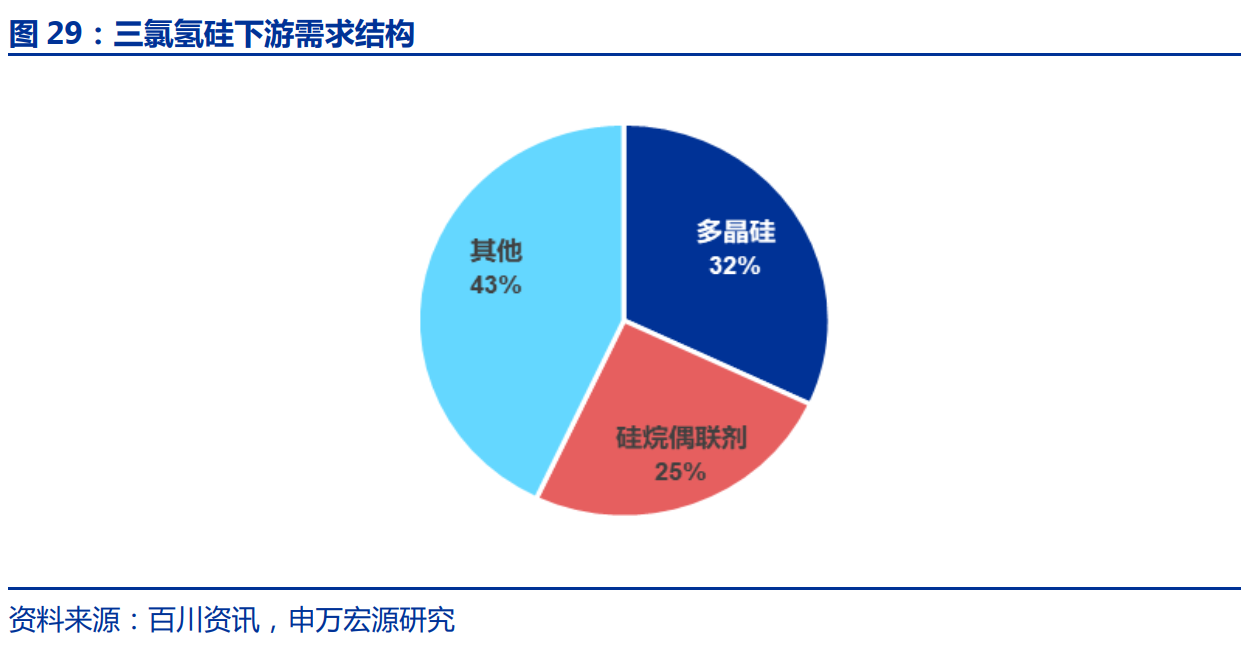 图 29：三氯氢硅下游需求结构
多晶硅
32%
其他
43%
硅烷偶联剂
25%
资料来源：百川资讯，申万宏源研究